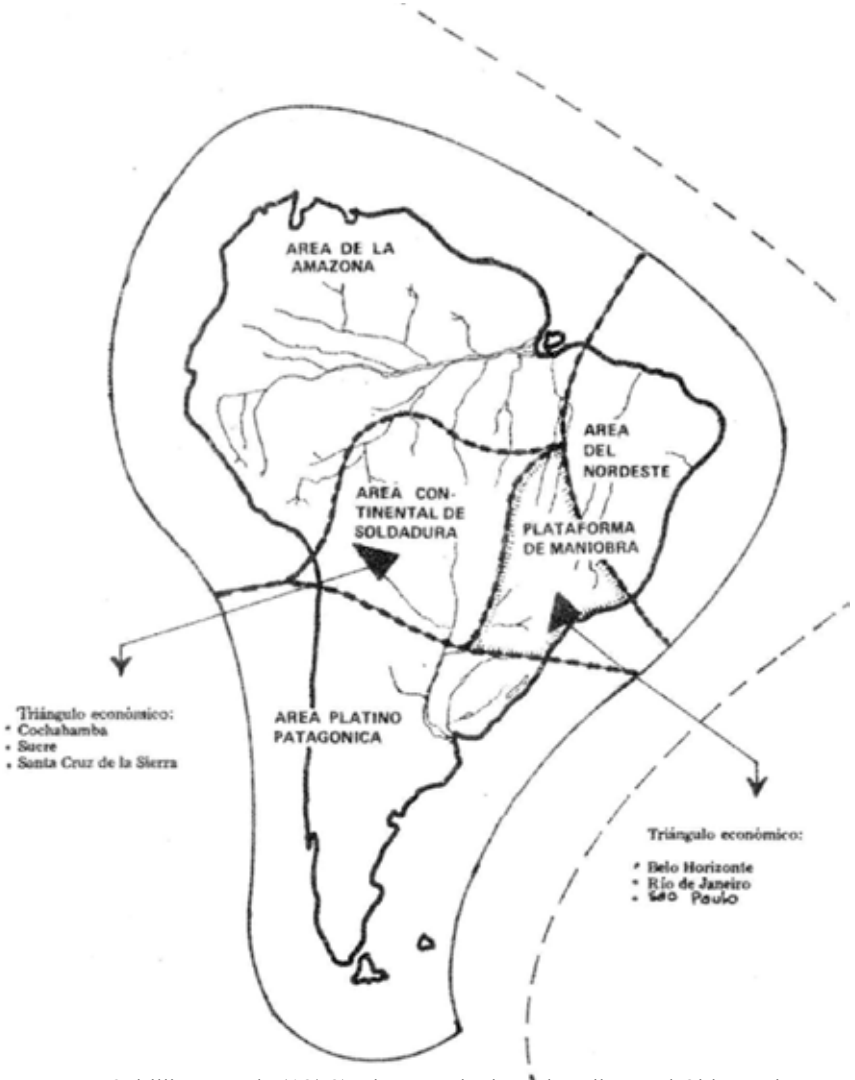 AREA DE LA
AMAZONA
AREA
DEL
NORDESTE
AREA CON-
TINENTAL DE
SOLDADURA
PLATAFORMA
DE MANIOBRA
AREA PLATINO
PATAGONICA
Triángulo económico:
Cochabamba
Sucre
Santa Cruz de la Sierra
Triángulo económico:
Belo Horizonte
Río de Janeiro
Sao Paulo